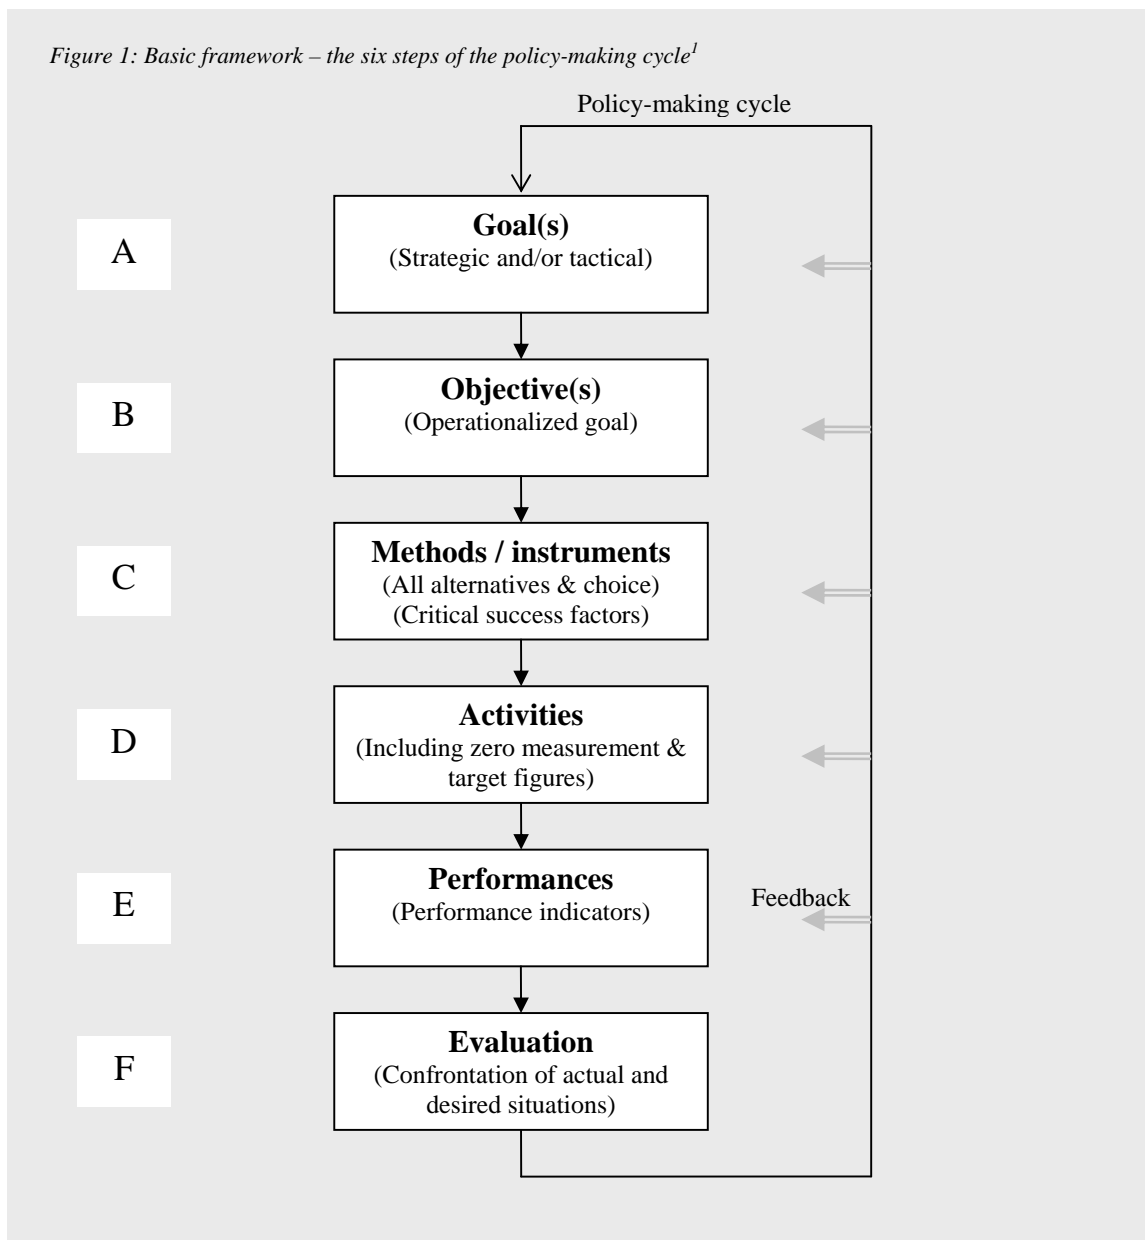 Figure 1: Basic framework – the six steps of the policy-making cycle1
Policy-making cycle
A
Goal(s)
(Strategic and/or tactical)
B
Objective(s)
(Operationalized goal)
C
Methods / instruments
(All alternatives & choice)
(Critical success factors)
D
Activities
(Including zero measurement &
target figures)
E
Performances
(Performance indicators)
Feedback
F
Evaluation
(Confrontation of actual and
desired situations)